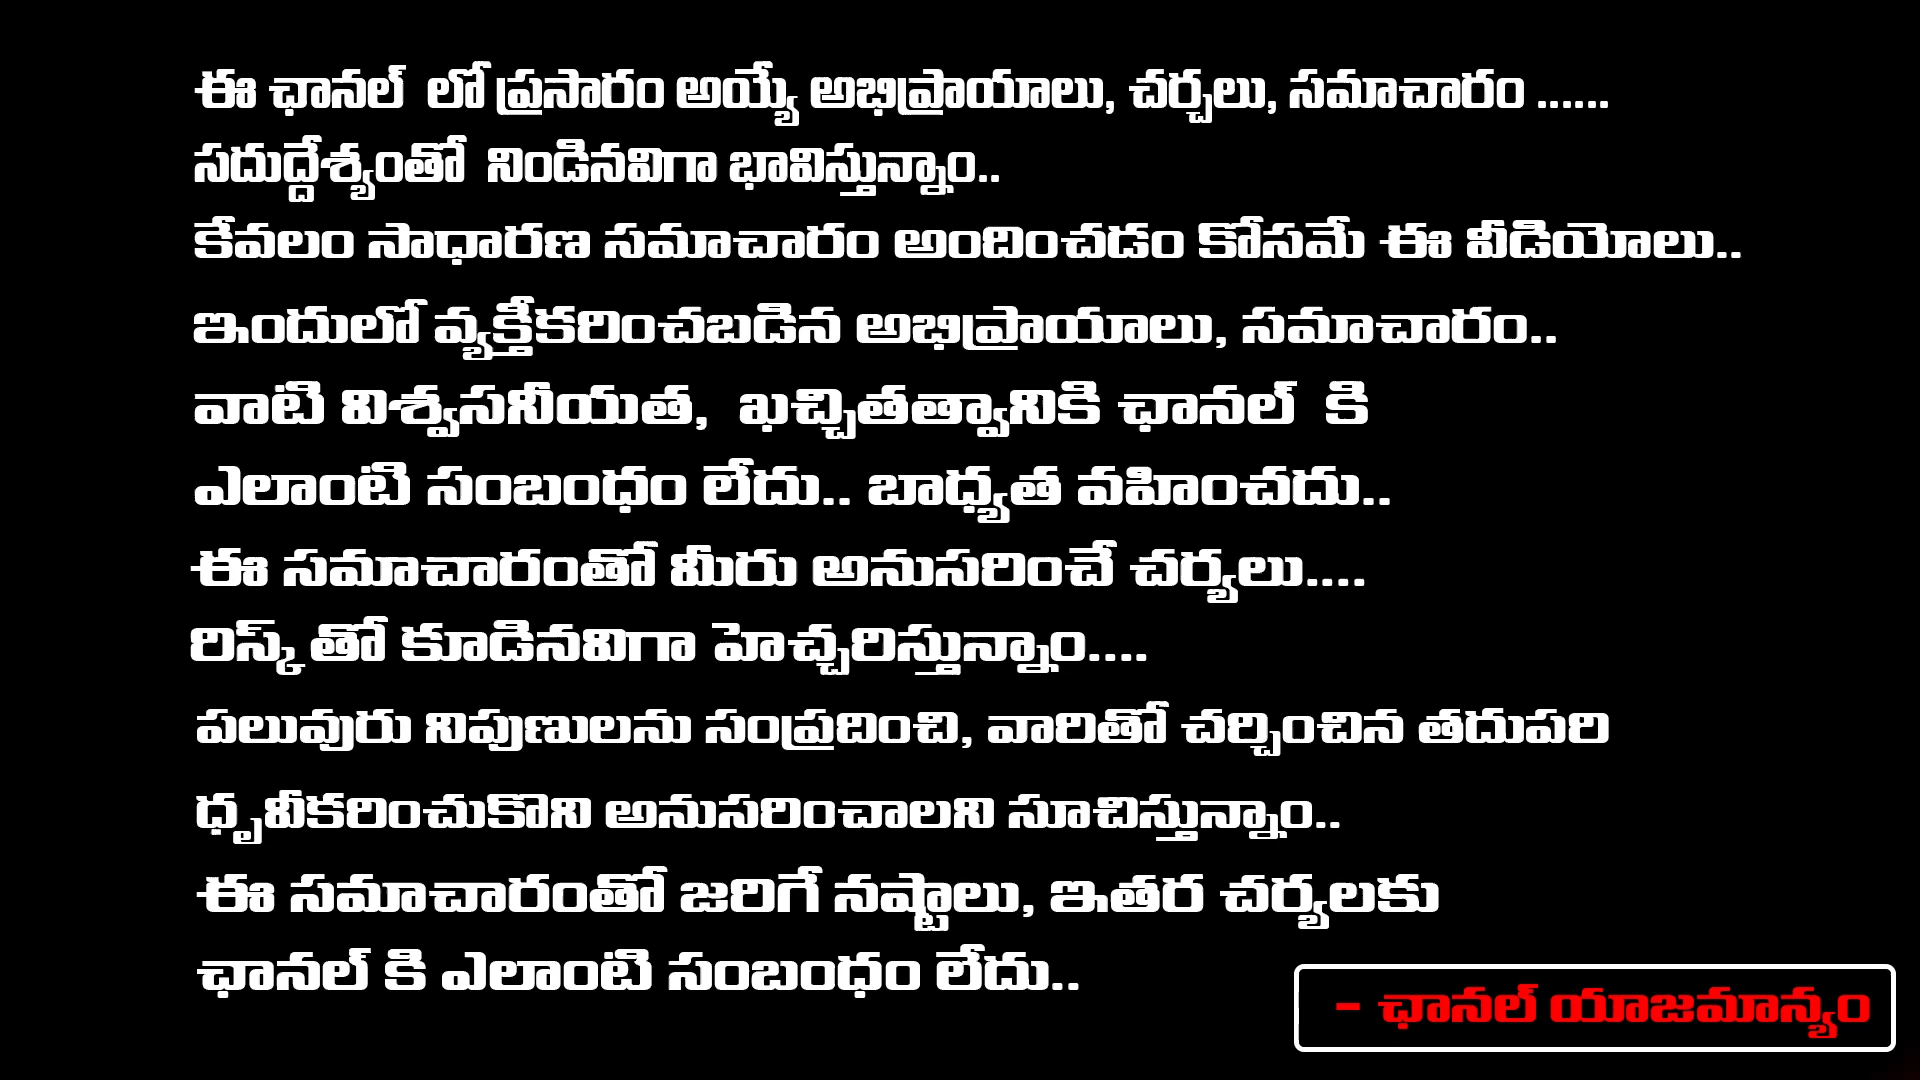 ఈ ఛానల్ లో ప్రసారం అయ్యే అభిప్రాయాలు, చర్చలు, సమాచారం ......
సదుద్దేశ్యంతో నిండినవిగా భావిస్తున్నాం..
కేవలం సాధారణ సమాచారం అందించడం కోసమే ఈ వీడియోలు..
ఇందులో వ్యక్తీకరించబడిన అభిప్రాయాలు, సమాచారం..
వాటి విశ్వసనీయత, ఖచ్చితత్వానికి ఛానల్ కి
ఎలాంటి సంబంధం లేదు.. బాధ్యత వహించదు..
ఈ సమాచారంతో మీరు అనుసరించే చర్యలు....
రిస్క్ తో కూడినవిగా హెచ్చరిస్తున్నాం....
పలువురు నిపుణులను సంప్రదించి, వారితో చర్చించిన తదుపరి
ధృవీకరించుకొని అనుసరించాలని సూచిస్తున్నాం..
ఈ సమాచారంతో జరిగే నష్టాలు, ఇతర చర్యలకు
ఛానల్ కి ఎలాంటి సంబంధం లేదు..
- ఛానల్ యాజమాన్యం